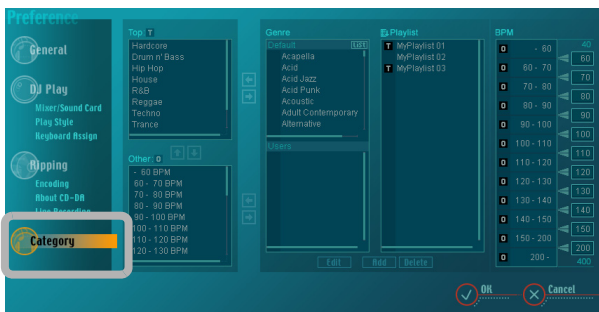 Preference
General
DJ Play
Mixer/Sound Card
Play Style
Keyboard Assign
Ripping
Encoding
About CD-DA
Line Recording
Category
Top T
Hardcore
Drum n' Bass
Hip Hop
House
R&B
Reggae
Techno
Trance
Other: O
- 60 BPM
60 - 70 BPM
70 - 80 BPM
80 - 90 BPM
90 - 100 BPM
100 - 110 BPM
110 - 120 BPM
120 - 130 BPM
Genre
Default List
Acapella
Acid
Acid Jazz
Acid Punk
Acoustic
Adult Contemporary
Alternative
Users
Playlist
T MyPlaylist 01
MyPlaylist 02
T MyPlaylist 03
Edit Add Delete
BPM
O - 60
O 60 - 70
O 70 - 80
O 80 - 90
O 90 - 100
O 100 - 110
O 110 - 120
O 120 - 130
O 130 - 140
O 140 - 150
O 150 - 200
O 200 -
40
60
70
80
90
100
110
120
130
140
150
200
400
OK
Cancel